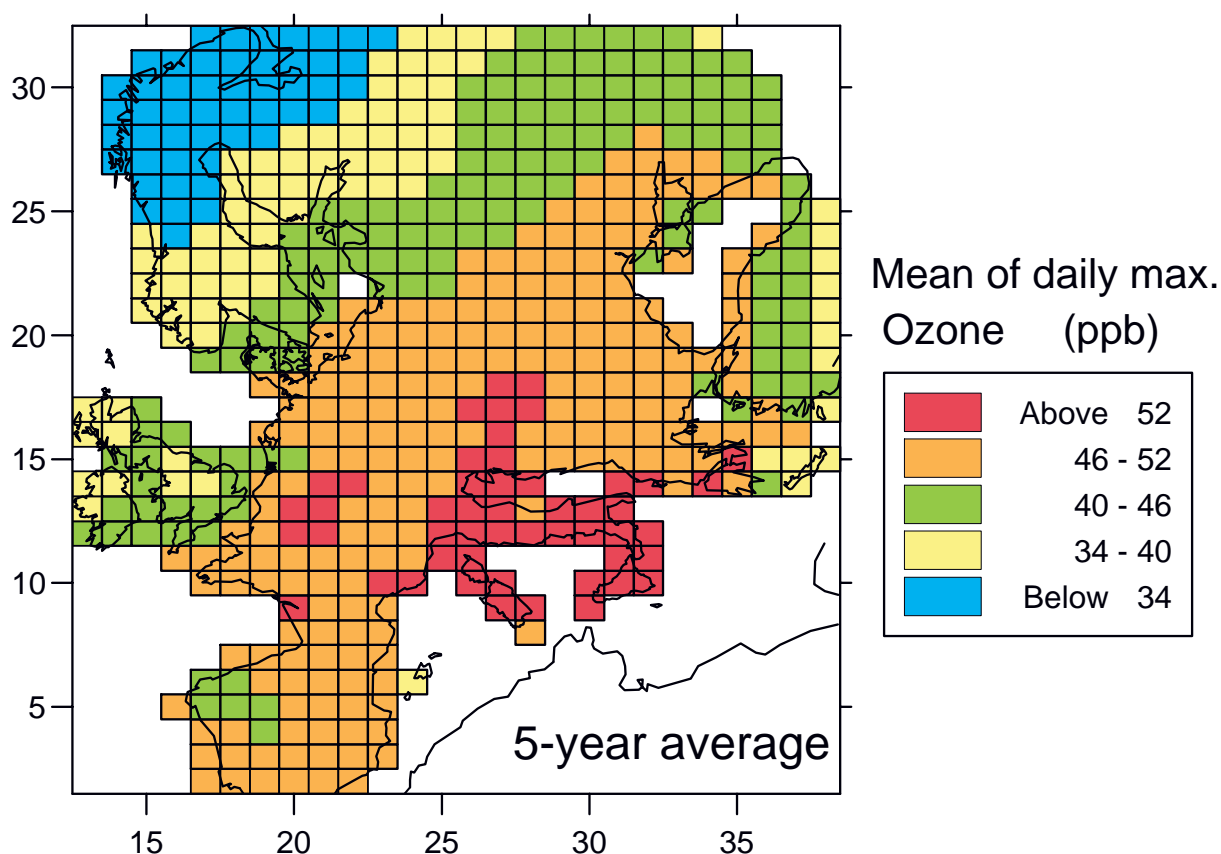 30
25
20
15
10
5
15 20 25 30 35
5-year average
Mean of daily max.
Ozone (ppb)
Above 52
46 - 52
40 - 46
34 - 40
Below 34